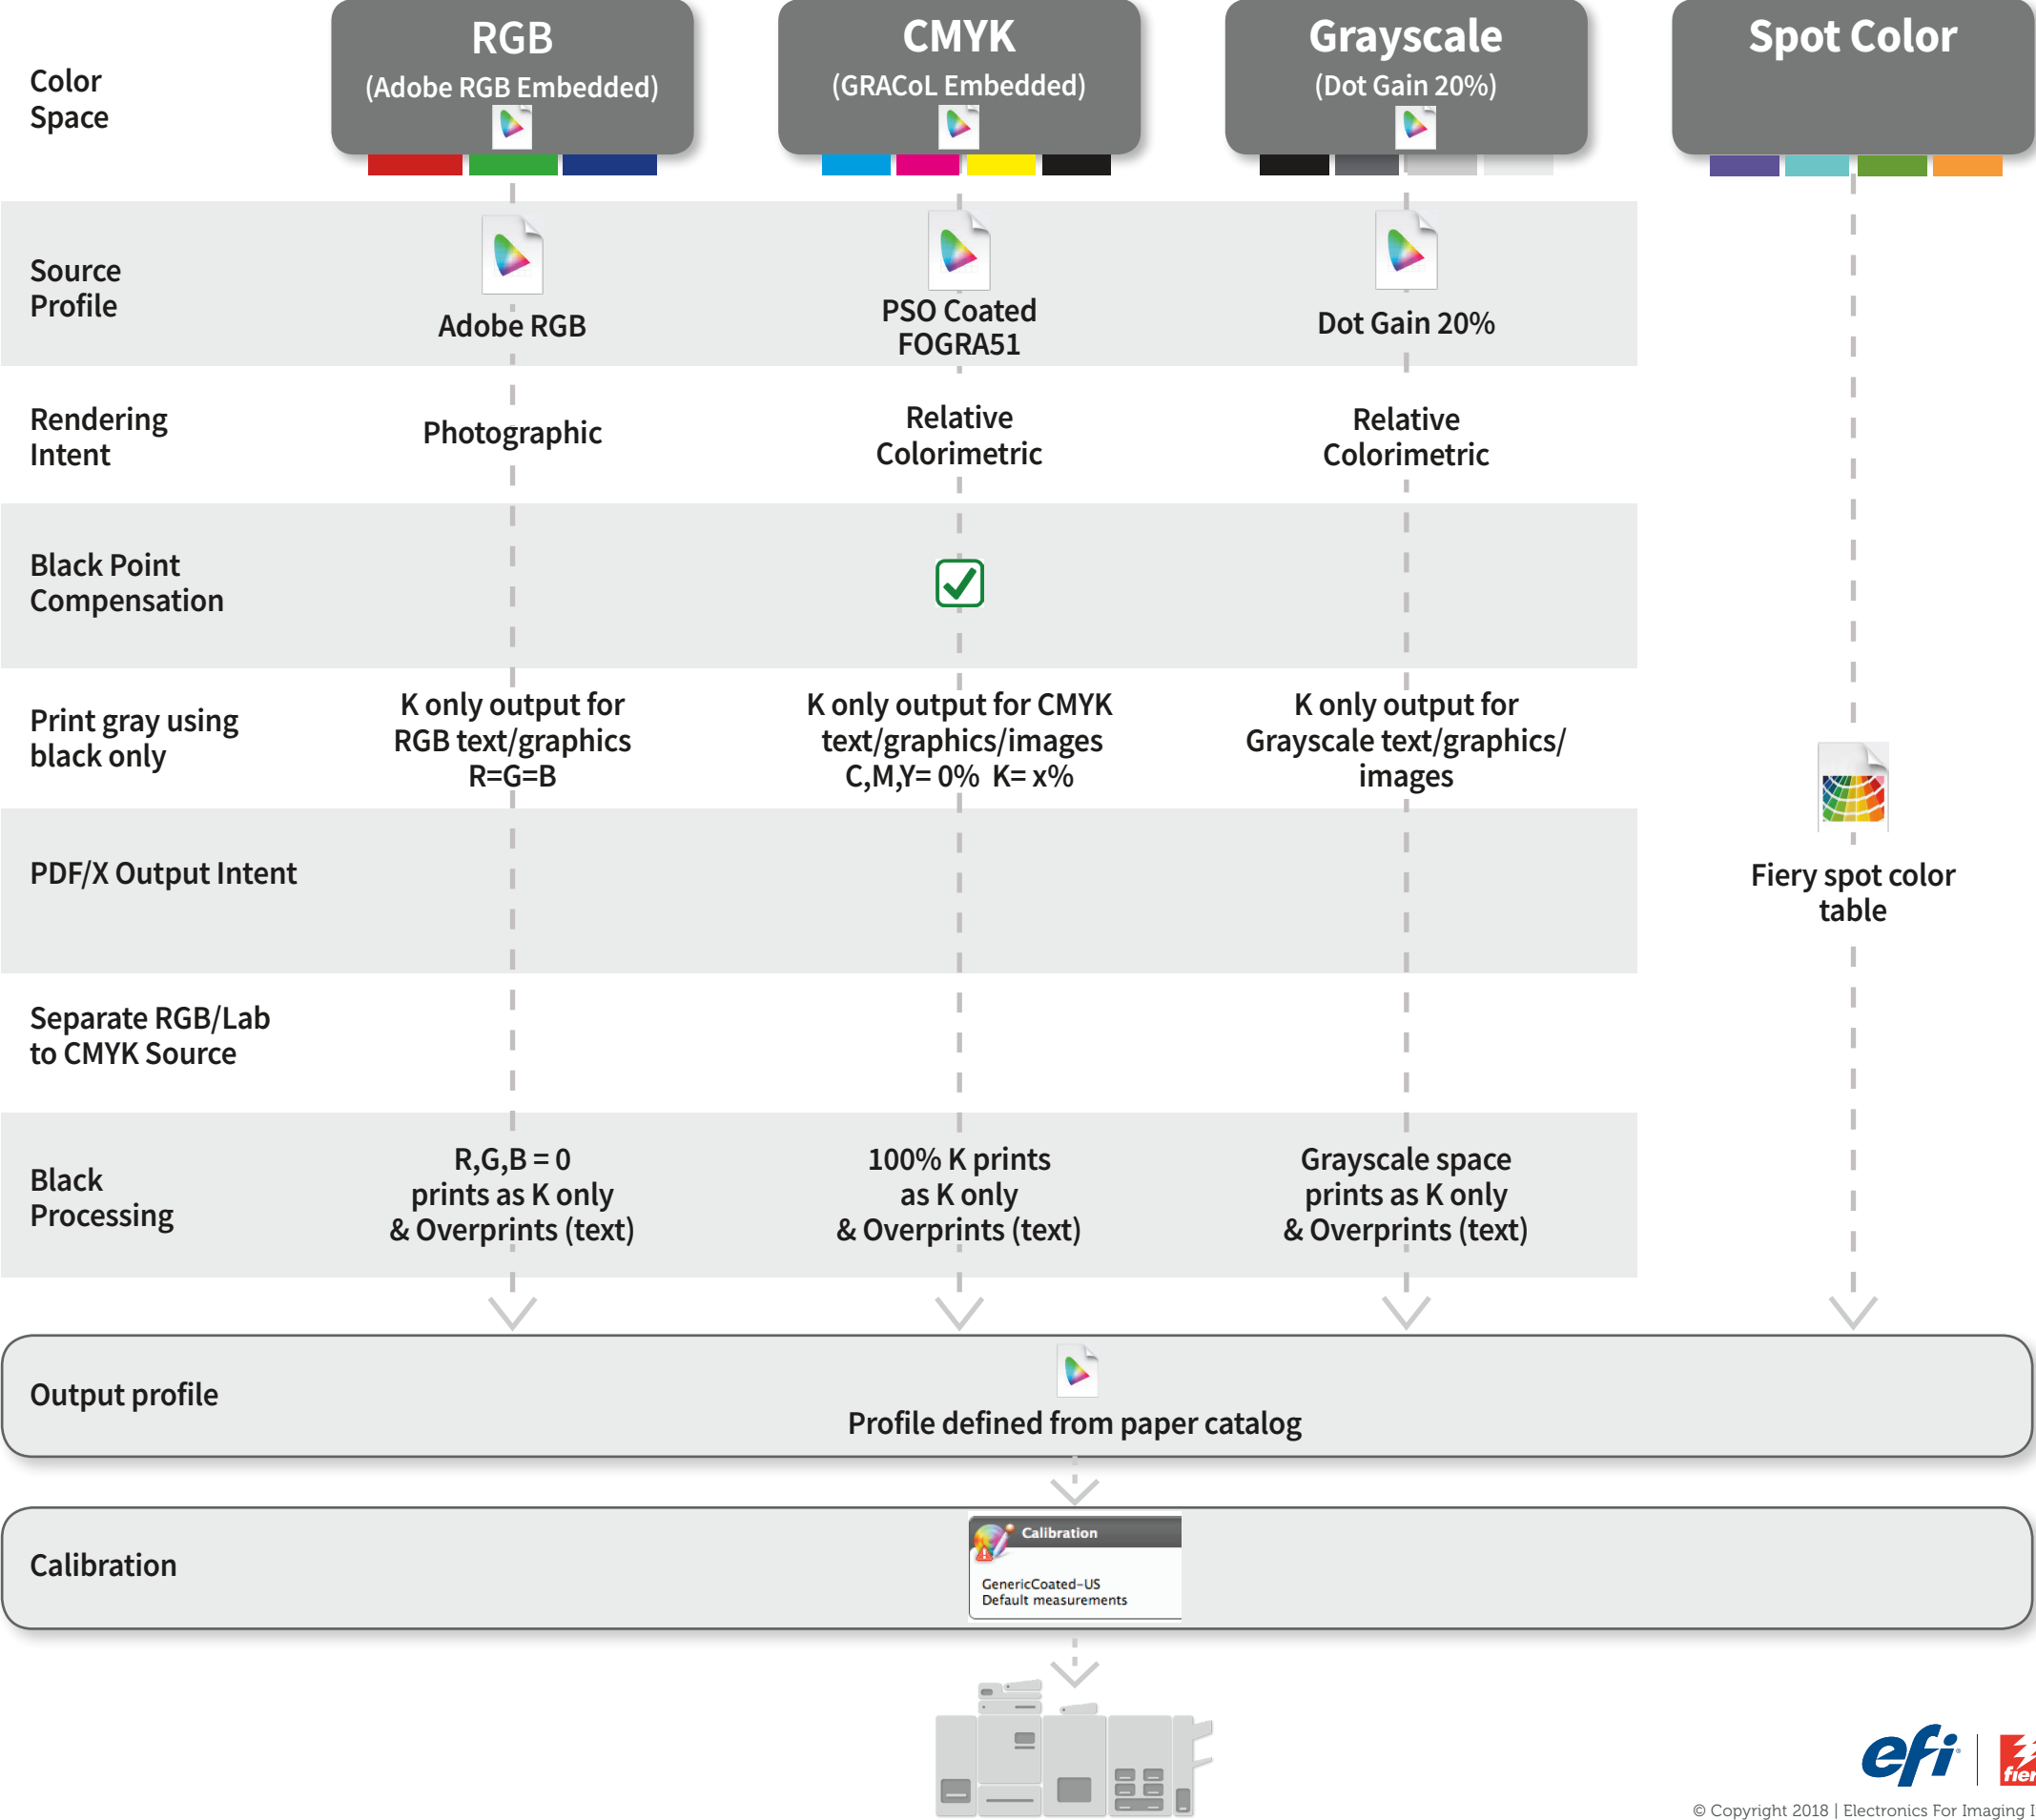 RGB
(Adobe RGB Embedded)
CMYK
(GRACoL Embedded)
Grayscale
(Dot Gain 20%)
Spot Color
Color
Space
Source
Profile
Adobe RGB
PSO Coated
FOGRA51
Dot Gain 20%
Rendering
Intent
Photographic
Relative
Colorimetric
Relative
Colorimetric
Black Point
Compensation
Print gray using
black only
K only output for
RGB text/graphics
R=G=B
K only output for CMYK
text/graphics/images
C,M,Y= 0% K= x%
K only output for
Grayscale text/graphics/
images
PDF/X Output Intent
Fiery spot color
table
Separate RGB/Lab
to CMYK Source
Black
Processing
R,G,B = 0
prints as K only
& Overprints (text)
100% K prints
as K only
& Overprints (text)
Grayscale space
prints as K only
& Overprints (text)
Output profile
Profile defined from paper catalog
Calibration
Calibration
GenericCoated-US
Default measurements
efi
fier
© Copyright 2018 | Electronics For Imaging I